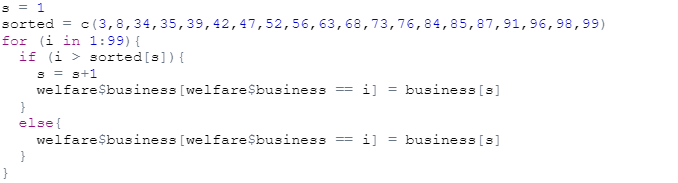 s = 1
sorted = c(3,8,34,35,39,42,47,52,56,63,68,73,76,84,85,87,91,96,98,99)
for (i in 1:99){
  if (i > sorted[s]){
    s = s+1
    welfare$business[welfare$business == i] = business[s]
  }
  else{
    welfare$business[welfare$business == i] = business[s]
  }
}